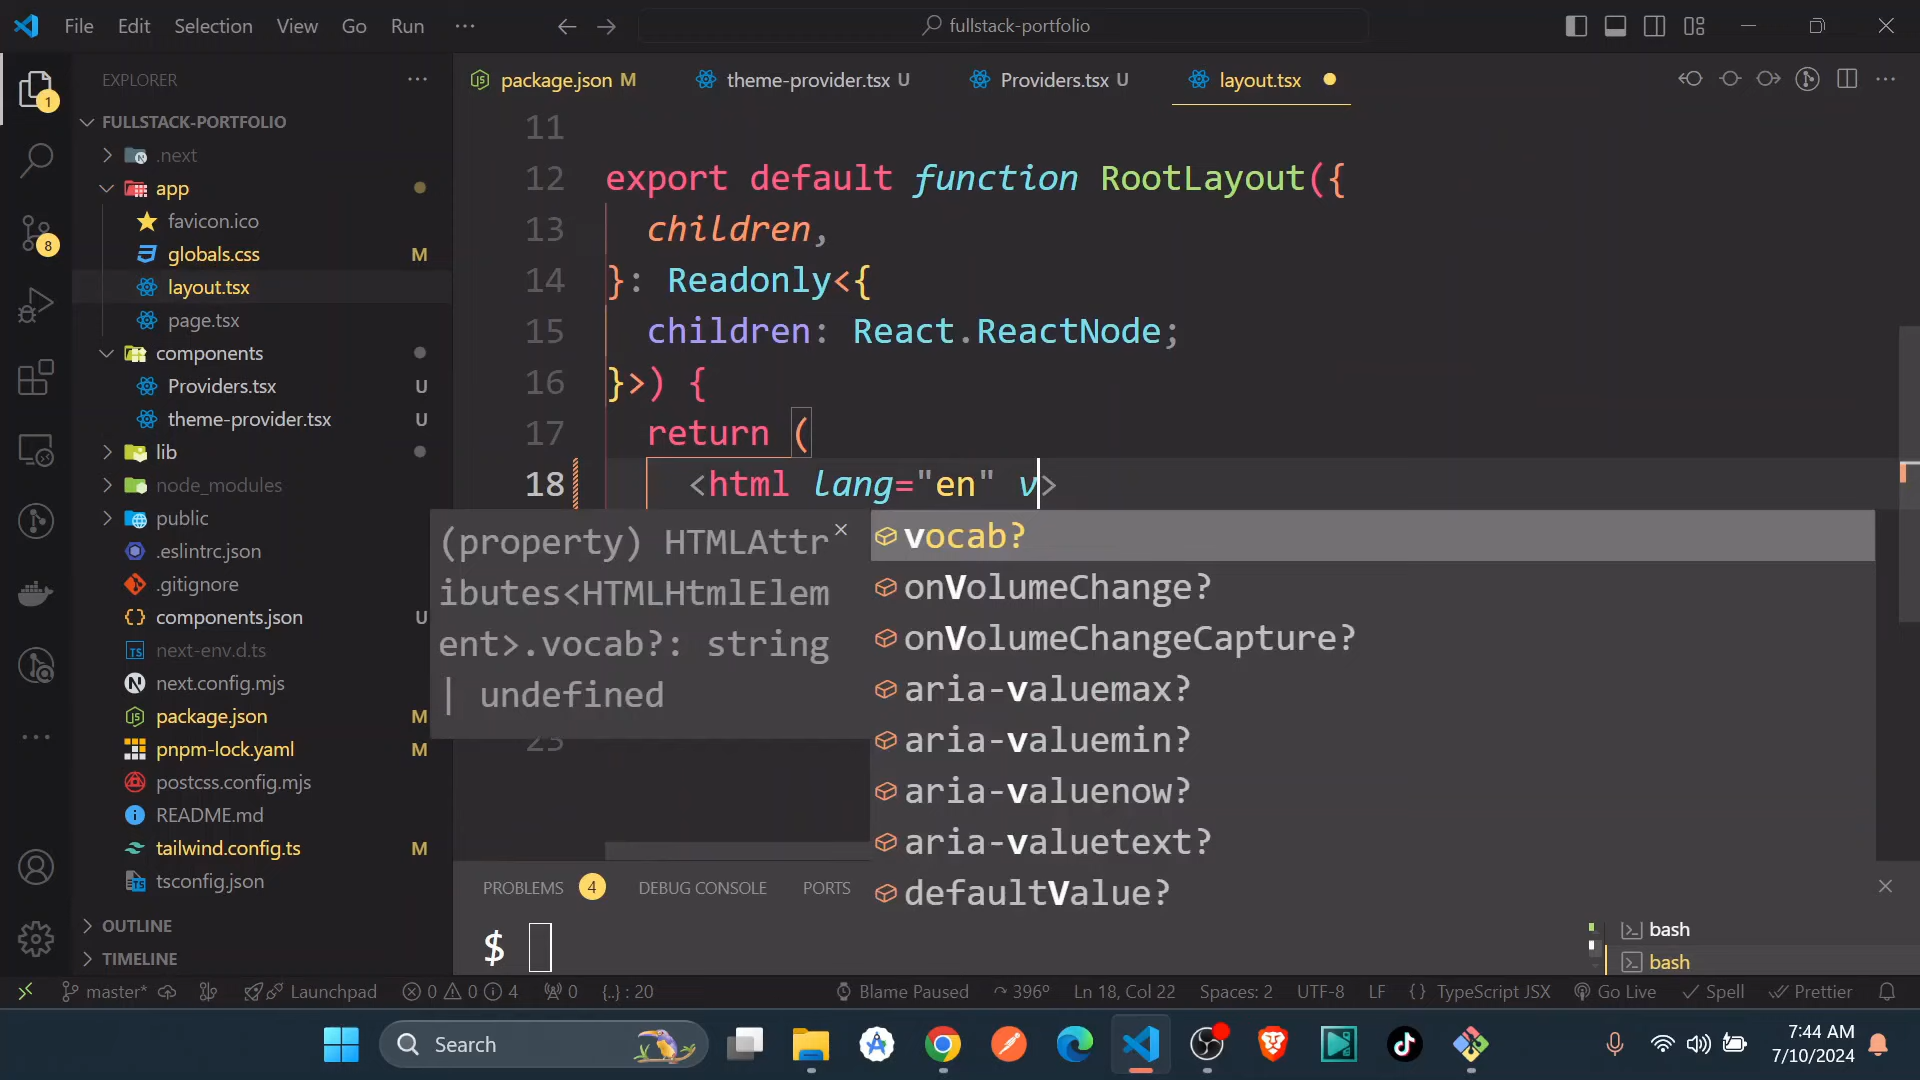 File Edit Selection View Go Run ···
fullstack-portfolio
EXPLORER ···
FULLSTACK-PORTFOLIO
.next
app
favicon.ico
globals.css M
layout.tsx
page.tsx
components
Providers.tsx U
theme-provider.tsx U
lib
node_modules
public
.eslintrc.json
.gitignore
components.json U
next-env.d.ts
next.config.mjs
package.json M
pnpm-lock.yaml M
postcss.config.mjs
README.md
tailwind.config.ts M
tsconfig.json
OUTLINE
TIMELINE
1
8
package.json M theme-provider.tsx U Providers.tsx U layout.tsx
11
12 export default function RootLayout({
13 children,
14 }: Readonly<{
15 children: React.ReactNode;
16 }>) {
17 return (
18 <html lang="en" v>
(property) HTMLAttr
ibutes<HTMLHtmlElem
ent>.vocab?: string
| undefined
vocab?
onVolumeChange?
onVolumeChangeCapture?
aria-valuemax?
aria-valuemin?
aria-valuenow?
aria-valuetext?
defaultValue?
PROBLEMS 4 DEBUG CONSOLE PORTS
$
bash
bash
master* Launchpad 0 0 4 0 {..} : 20 Blame Paused 396º Ln 18, Col 22 Spaces: 2 UTF-8 LF {} TypeScript JSX Go Live Spell Prettier
Search
7:44 AM
7/10/2024